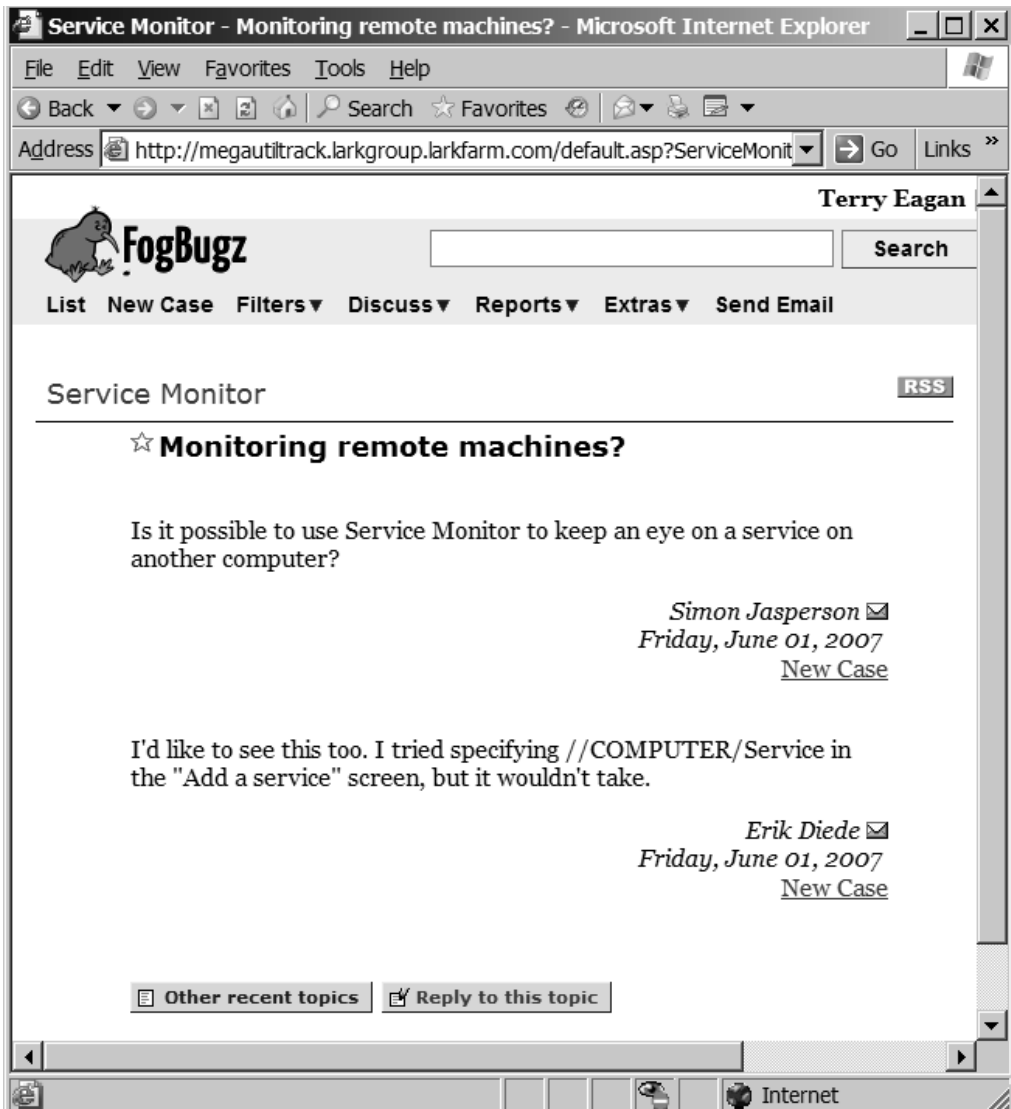 Service Monitor - Monitoring remote machines? - Microsoft Internet Explorer
File Edit View Favorites Tools Help
Back Search Favorites
Address http://megautiltrack.larkgroup.larkfarm.com/default.asp?ServiceMonit Go Links »
Terry Eagan
FogBugz
Search
List New Case Filters▼ Discuss▼ Reports▼ Extras▼ Send Email
Service Monitor RSS
☆ Monitoring remote machines?
Is it possible to use Service Monitor to keep an eye on a service on
another computer?
Simon Jasperson
Friday, June 01, 2007
New Case
I'd like to see this too. I tried specifying //COMPUTER/Service in
the "Add a service" screen, but it wouldn't take.
Erik Diede
Friday, June 01, 2007
New Case
Other recent topics Reply to this topic
Internet